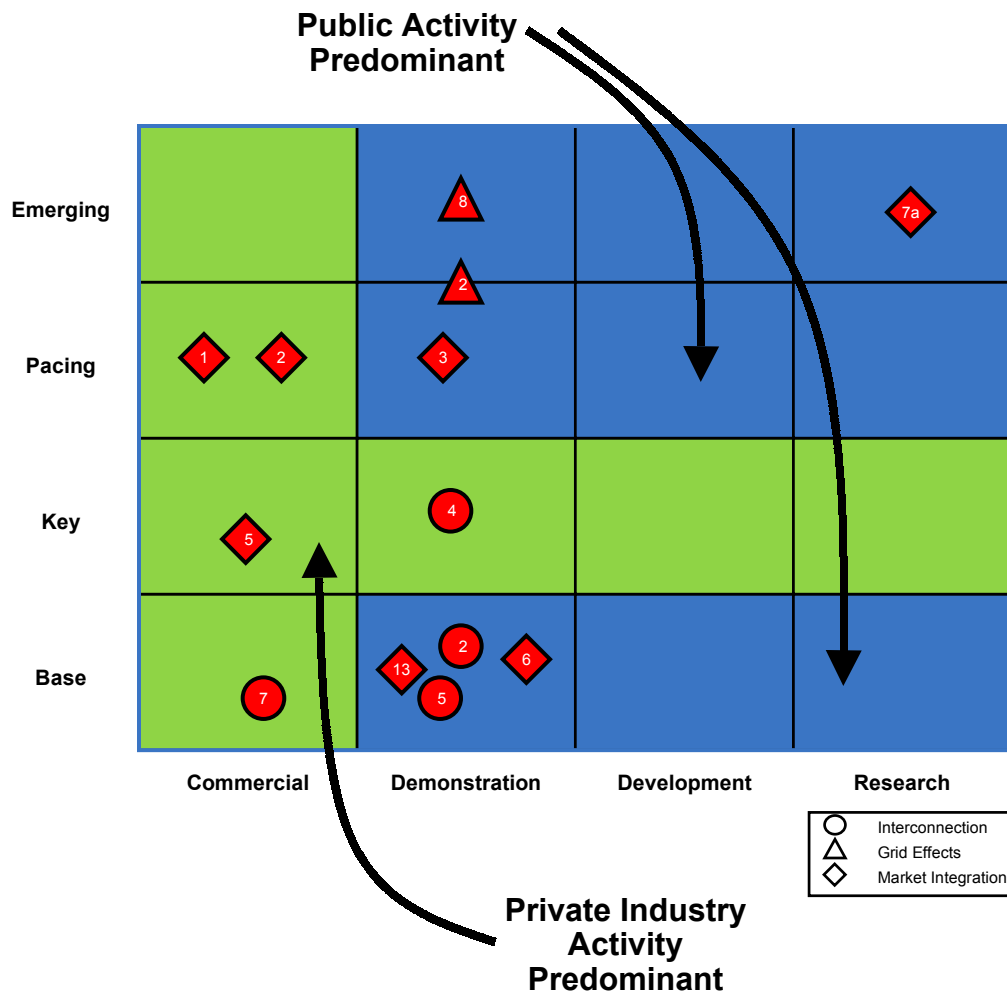 Public Activity
Predominant
Emerging
8
7a
2
Pacing
1
2
3
Key
4
5
Base
2
13
6
7
5
Commercial
Demonstration
Development
Research
Interconnection
Grid Effects
Market Integration
Private Industry
Activity
Predominant